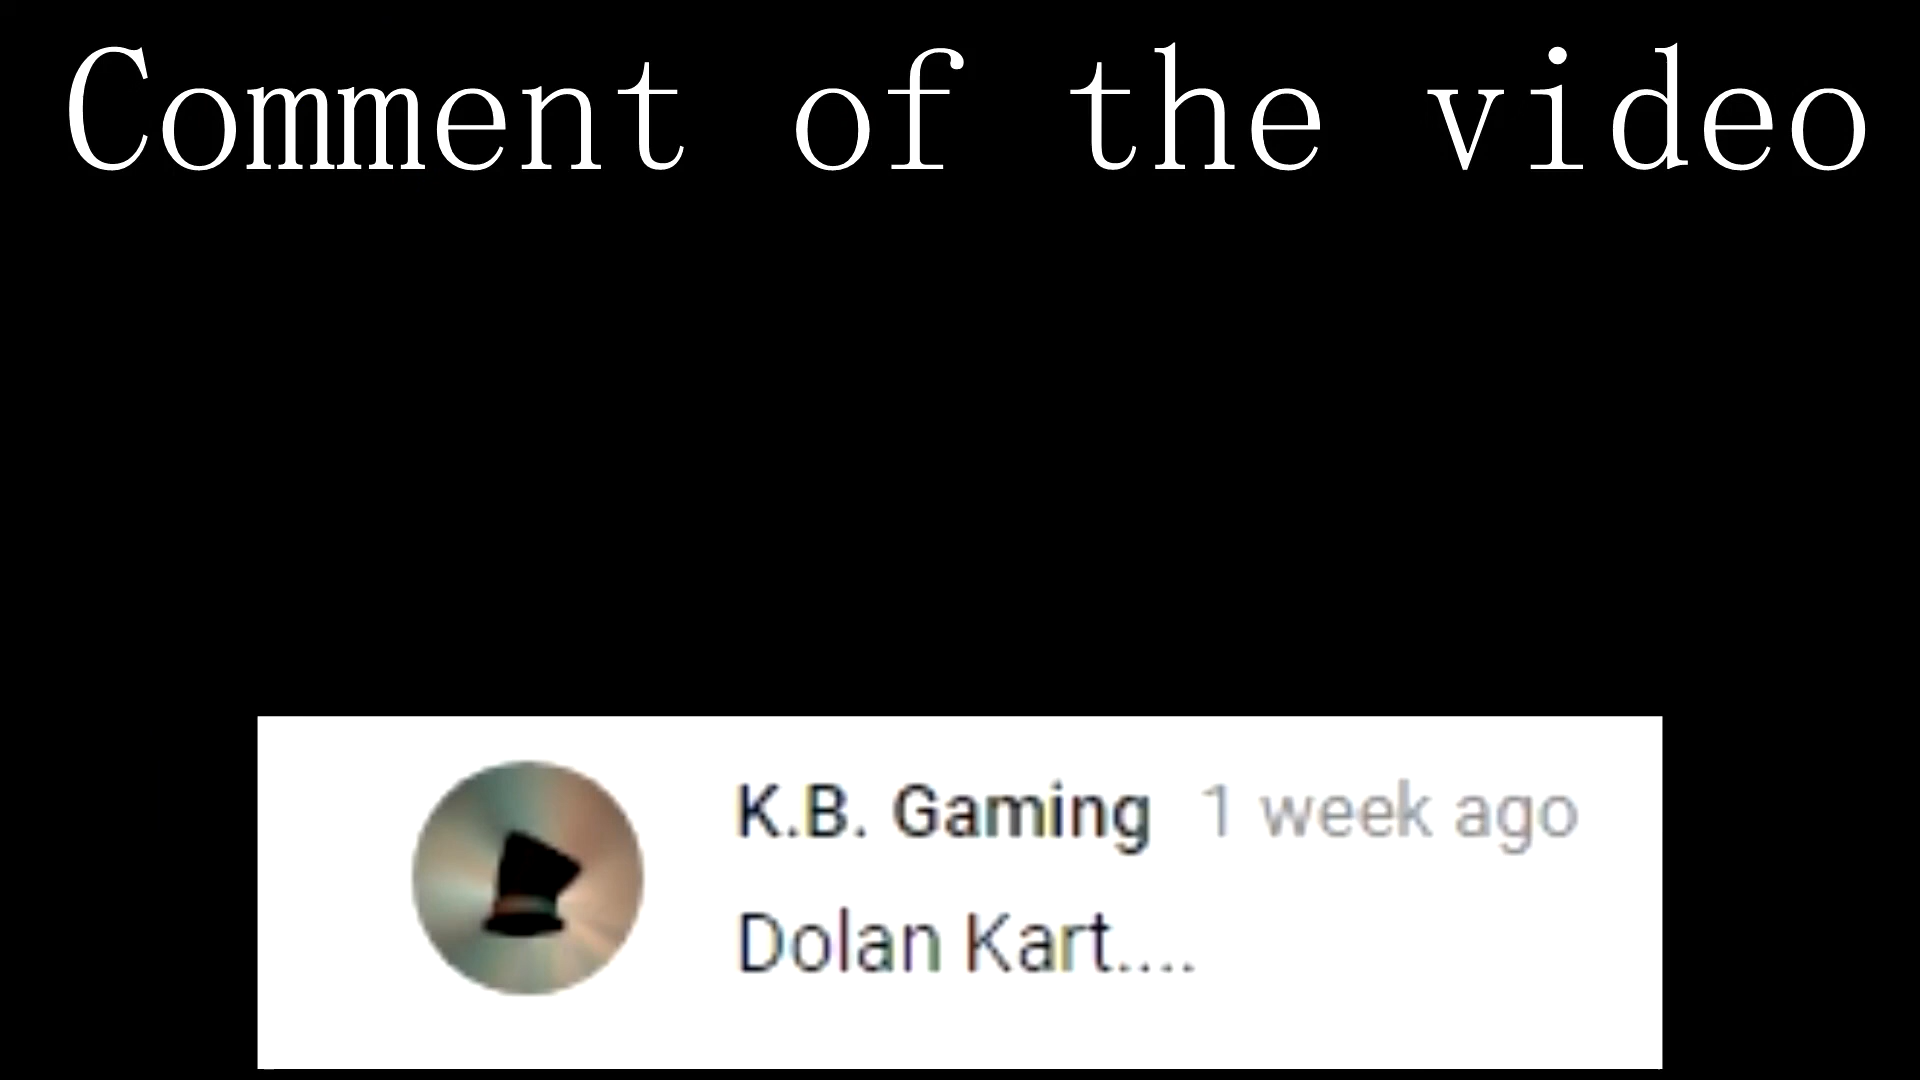 Comment of the video
K.B. Gaming 1 week ago
Dolan Kart....